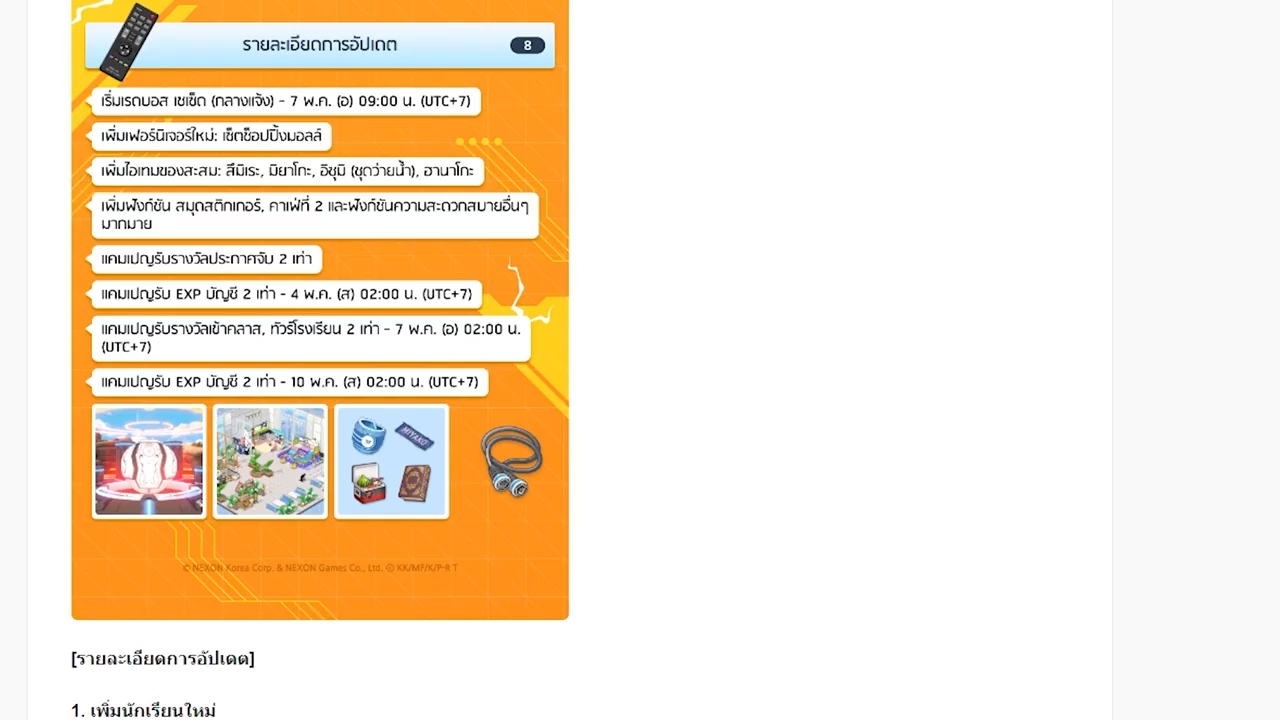 รายละเอียดการอัปเดต
8
เริ่มเรดบอส เซเซ็ด (กลางแจ้ง) - 7 พ.ค. (อ) 09:00 น. (UTC+7)
เพิ่มเฟอร์นิเจอร์ใหม่: เซ็ตช็อปปิ้งมอลล์
เพิ่มไอเทมของสะสม: สึมิเระ, มิยาโกะ, อิซุมิ (ชุดว่ายน้ำ), ฮานาโกะ
เพิ่มฟังก์ชัน สมุดสติกเกอร์, คาเฟ่ที่ 2 และฟังก์ชันความสะดวกสบายอื่นๆ
มากมาย
แคมเปญรับรางวัลประกาศจับ 2 เท่า
แคมเปญรับ EXP บัญชี 2 เท่า - 4 พ.ค. (ส) 02:00 น. (UTC+7)
แคมเปญรับรางวัลเข้าคลาส, ทัวร์โรงเรียน 2 เท่า - 7 พ.ค. (อ) 02:00 น.
(UTC+7)
แคมเปญรับ EXP บัญชี 2 เท่า - 10 พ.ค. (ส) 02:00 น. (UTC+7)
MIYAKO
© NEXON Korea Corp. & NEXON Games Co., Ltd. ⓒ KK/MF/K/P-R T
[รายละเอียดการอัปเดต]
1. เพิ่มนักเรียนใหม่